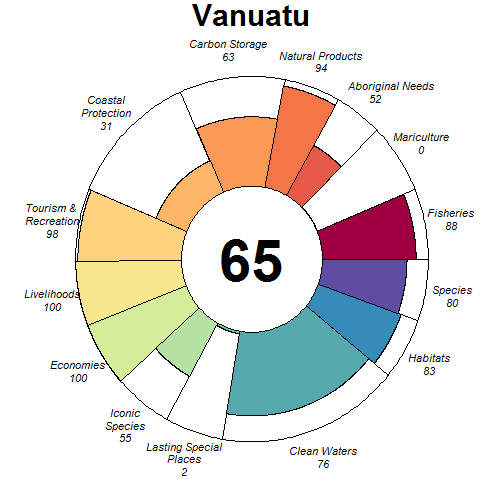 Vanuatu
Carbon Storage
63
Natural Products
94
Aboriginal Needs
52
Mariculture
0
Fisheries
88
Species
80
Habitats
83
Clean Waters
76
Lasting Special
Places
2
Iconic
Species
55
Economies
100
Livelihoods
100
Tourism &
Recreation
98
Coastal
Protection
31
65